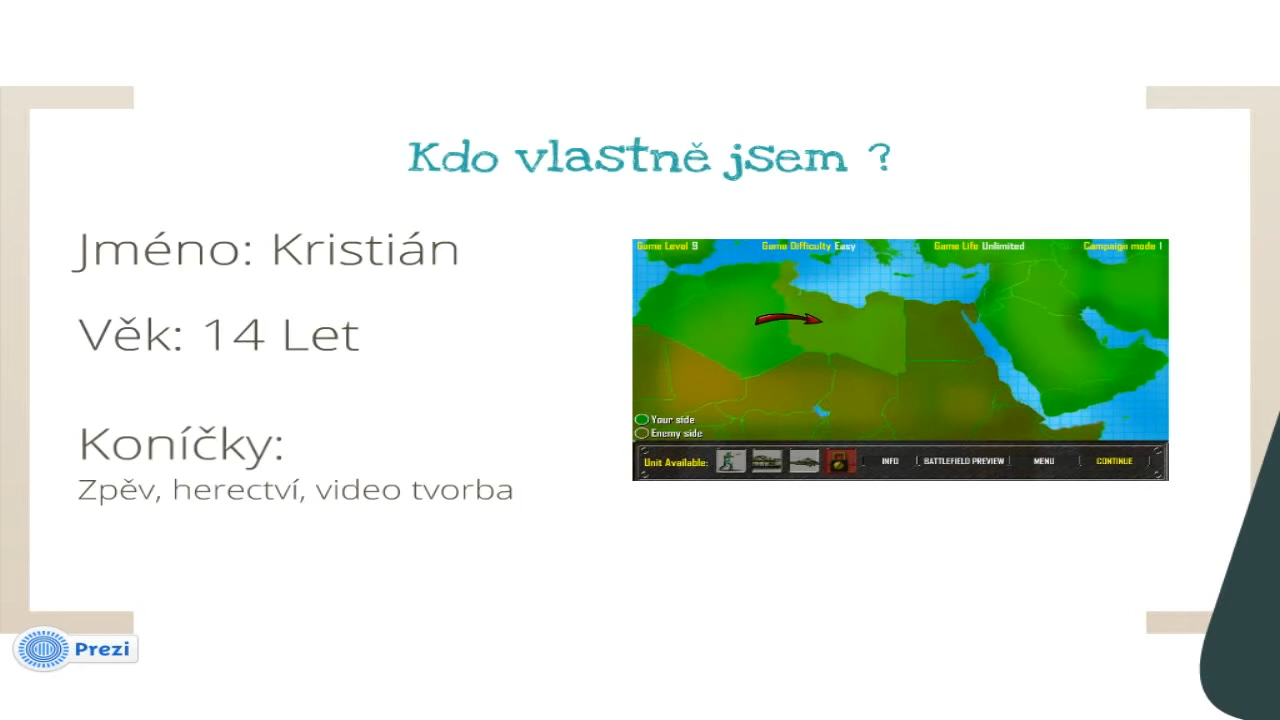 Kdo vlastně jsem ?
Jméno: Kristián
Věk: 14 Let
Koníčky:
Zpěv, herectví, video tvorba
Game Level 9 Game Difficulty Easy Game Life Unlimited Campaign mode 1
Your side
Enemy side
Unit Available: INFO BATTLEFIELD PREVIEW MENU CONTINUE
Prezi